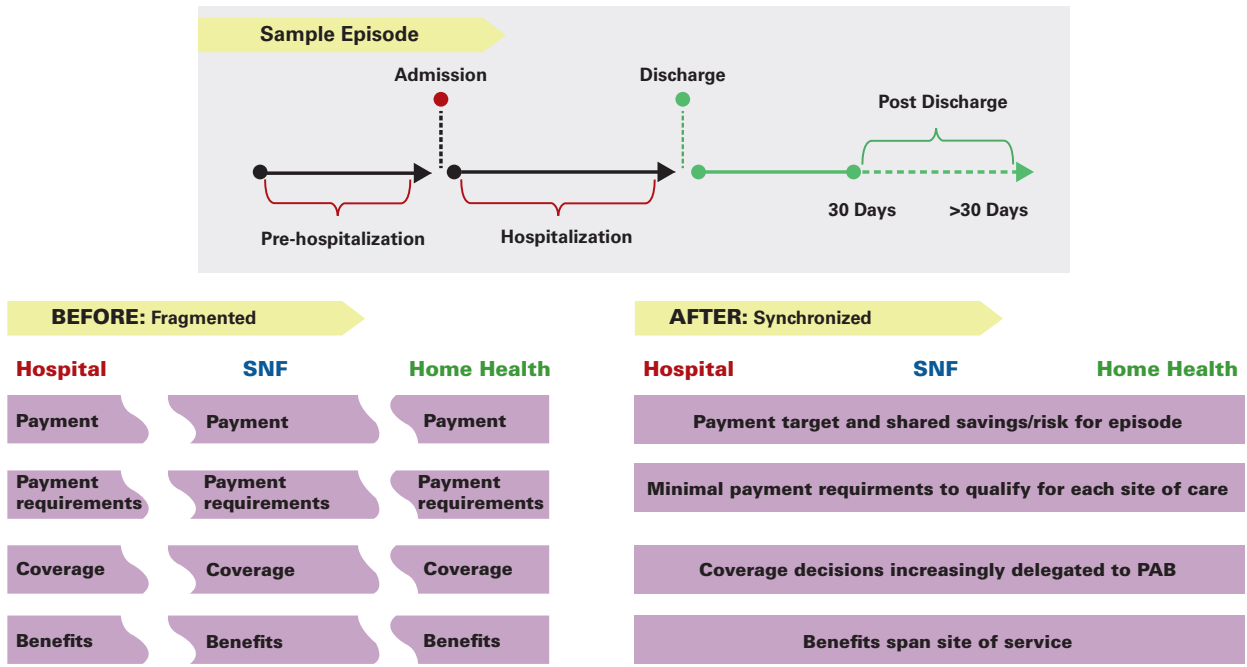 Sample Episode
Admission
Discharge
Post Discharge
30 Days
>30 Days
Pre-hospitalization
Hospitalization
BEFORE: Fragmented
Hospital
SNF
Home Health
Payment
Payment
Payment
Payment
requirements
Payment
requirements
Payment
requirements
Coverage
Coverage
Coverage
Benefits
Benefits
Benefits
AFTER: Synchronized
Hospital
SNF
Home Health
Payment target and shared savings/risk for episode
Minimal payment requirments to qualify for each site of care
Coverage decisions increasingly delegated to PAB
Benefits span site of service